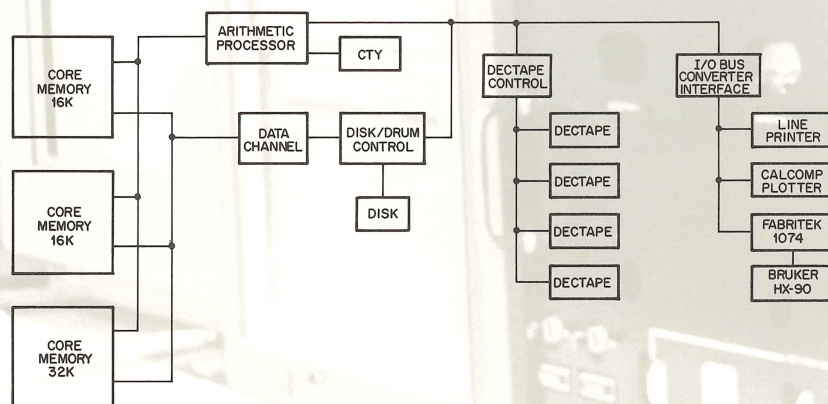 CORE
MEMORY
16K
ARITHMETIC
PROCESSOR
CTY
DATA
CHANNEL
DISK/DRUM
CONTROL
DISK
CORE
MEMORY
16K
CORE
MEMORY
32K
DECTAPE
CONTROL
DECTAPE
DECTAPE
DECTAPE
DECTAPE
I/O BUS
CONVERTER
INTERFACE
LINE
PRINTER
CALCOMP
PLOTTER
FABRITEK
1074
BRUKER
HX-90